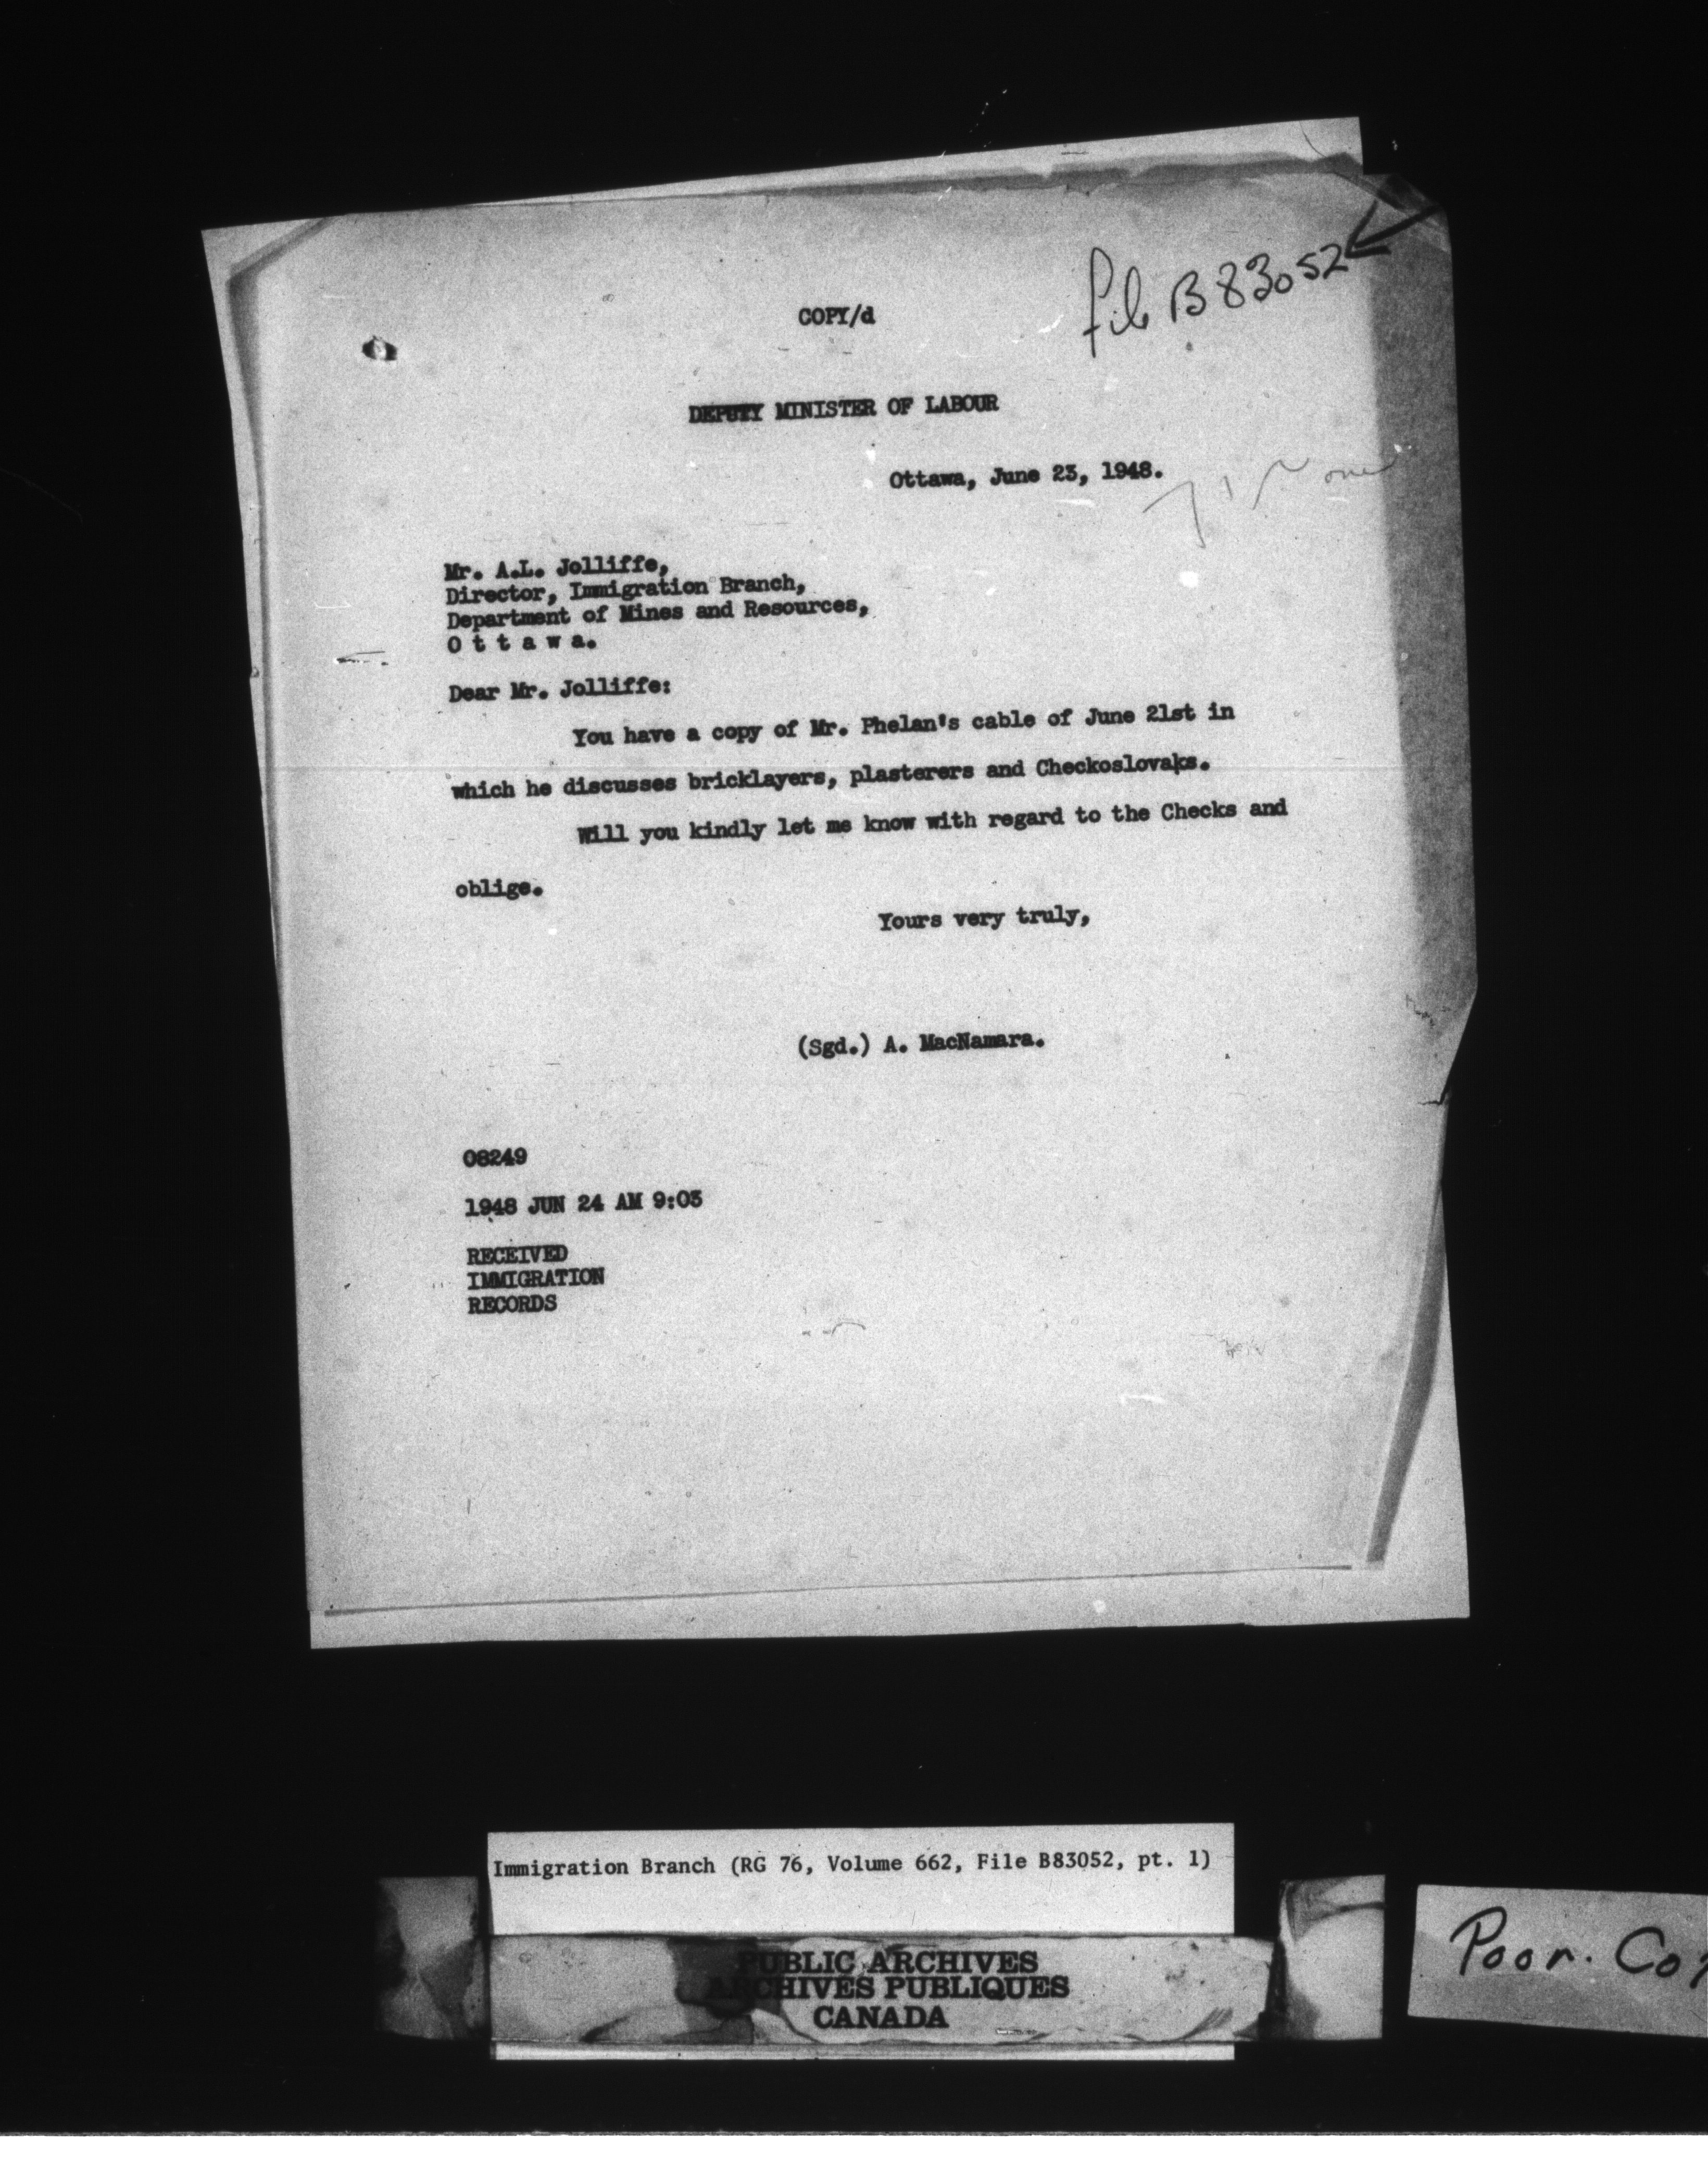 File B83052
COPY/d
DEPUTY MINISTER OF LABOUR
Ottawa, June 23, 1948.
Mr. A.L. Jolliffe,
Director, Immigration Branch,
Department of Mines and Resources,
O t t a w a.
Dear Mr. Jolliffe:
You have a copy of Mr. Phelan's cable of June 21st in
which he discusses bricklayers, plasterers and Checkoslovaks.
Will you kindly let me know with regard to the Checks and
oblige.
Yours very truly,
(Sgd.) A. MacNamara.
08249
1948 JUN 24 AM 9:03
RECEIVED
IMMIGRATION
RECORDS
Immigration Branch (RG 76, Volume 662, File B83052, pt. 1)
PUBLIC ARCHIVES
ARCHIVES PUBLIQUES
CANADA
Poor. Co